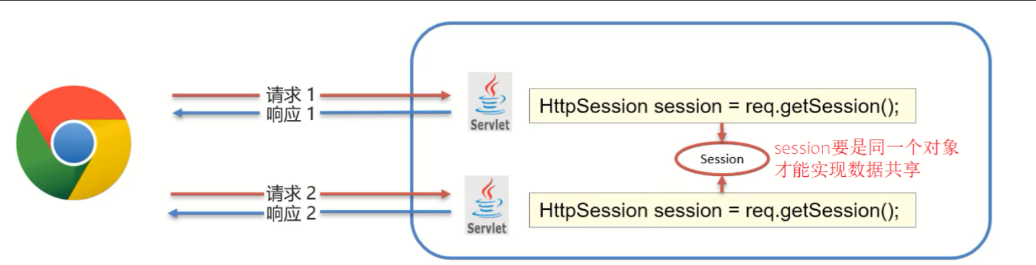 请求 1
响应 1
Servlet
HttpSession session = req.getSession();
Session
session要是同一个对象
才能实现数据共享
请求 2
响应 2
Servlet
HttpSession session = req.getSession();